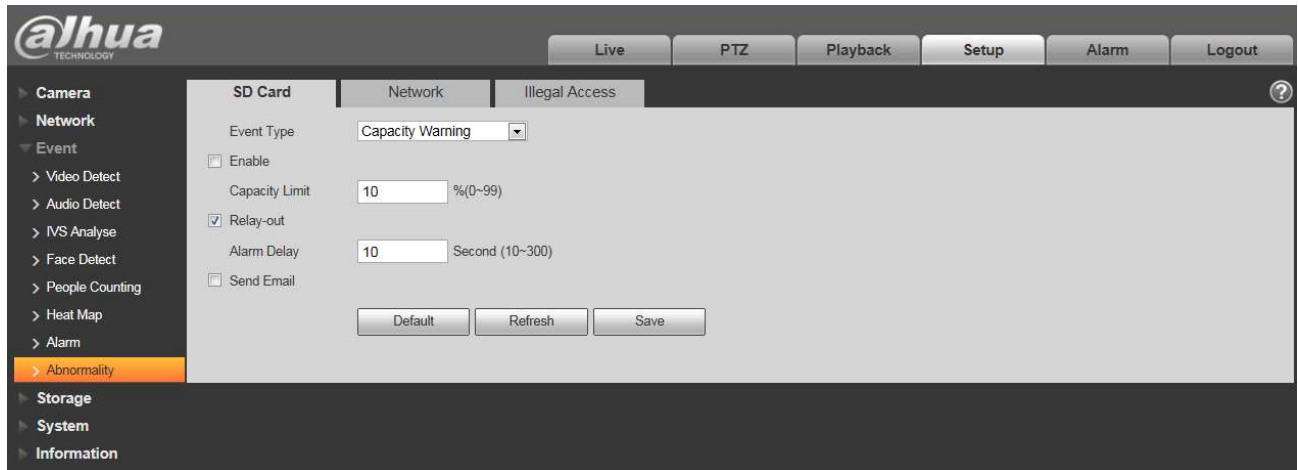 alhua
TECHNOLOGY
Live PTZ Playback Setup Alarm Logout
Camera
Network
Event
> Video Detect
> Audio Detect
> IVS Analyse
> Face Detect
> People Counting
> Heat Map
> Alarm
> Abnormality
Storage
System
Information
SD Card Network Illegal Access
?
Event Type Capacity Warning
Enable
Capacity Limit 10 %(0~99)
Relay-out
Alarm Delay 10 Second (10~300)
Send Email
Default Refresh Save